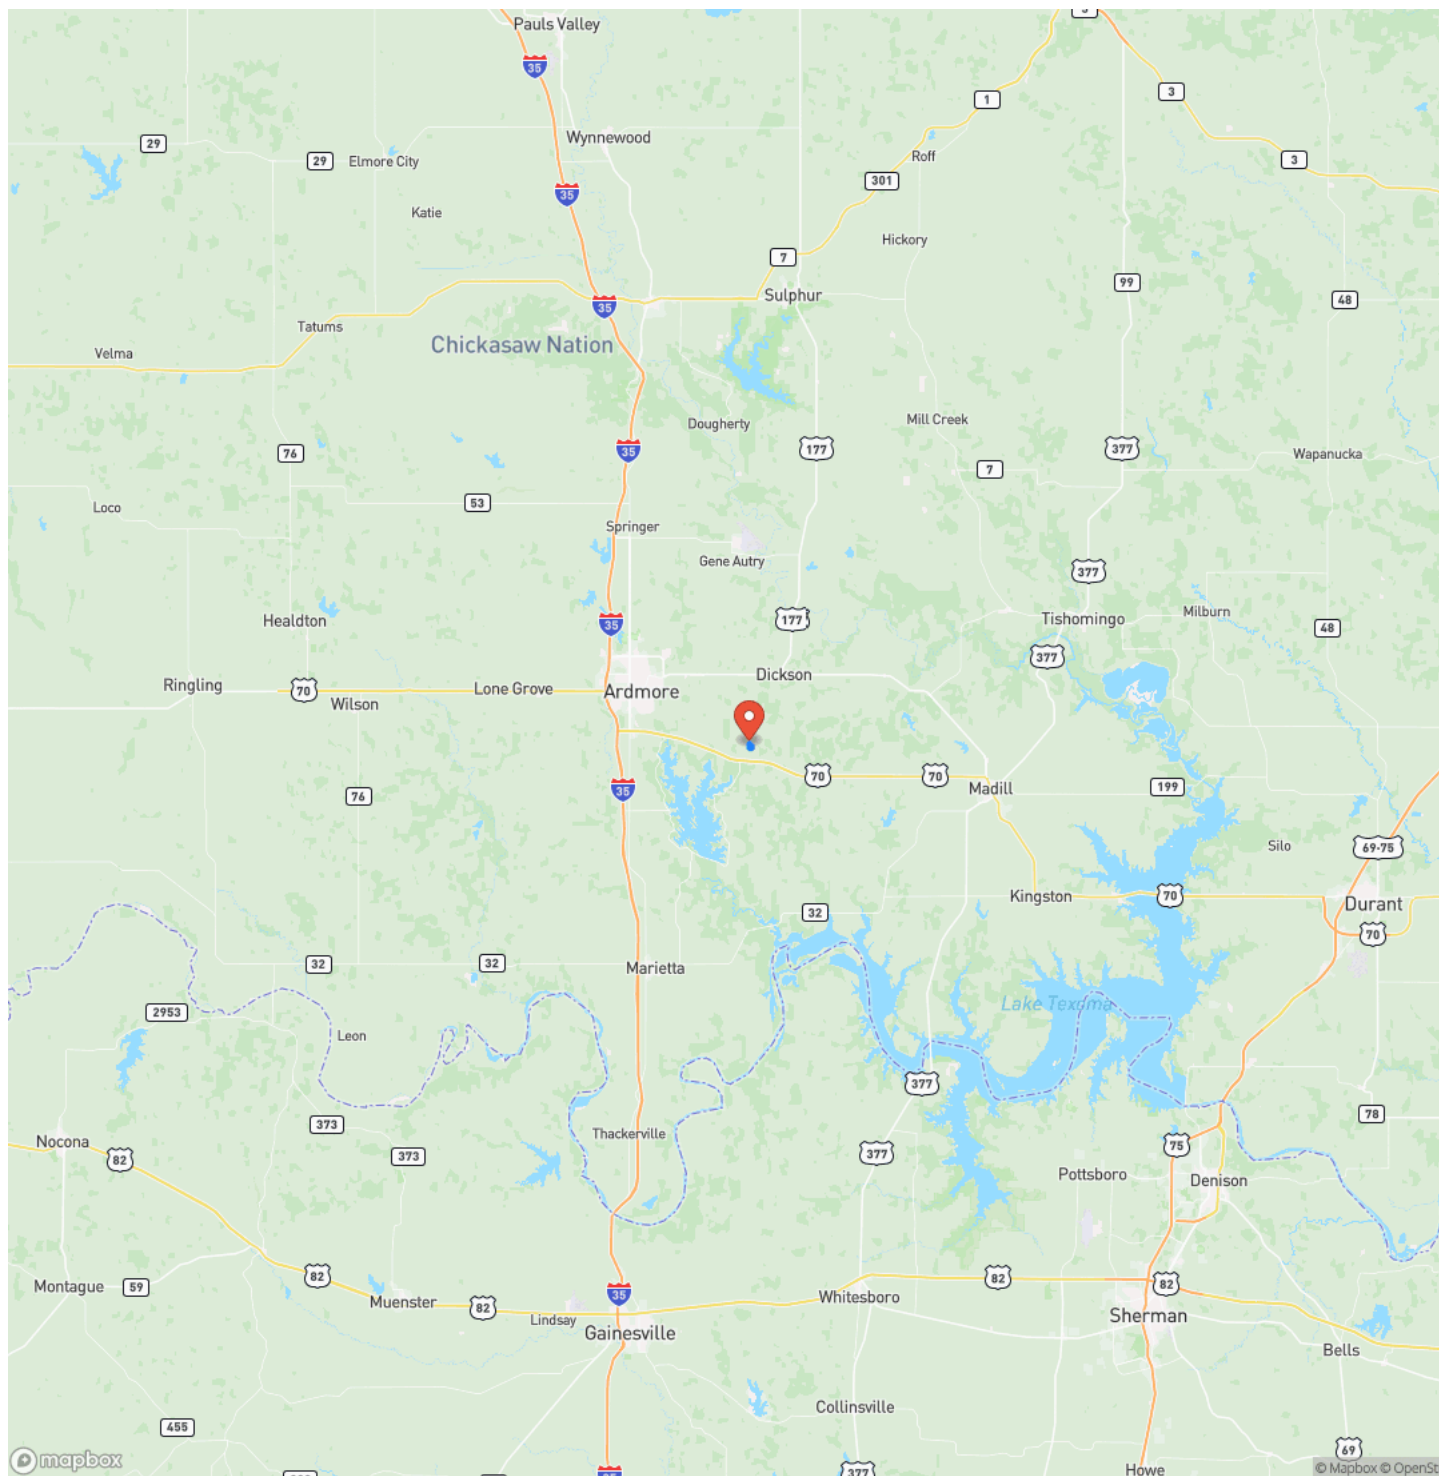 Pauls Valley
3
35
3
1
29
Wynnewood
29
Elmore City
Roff
3
301
35
Katie
Hickory
7
99
Sulphur
48
35
Tatums
Chickasaw Nation
Velma
Dougherty
Mill Creek
177
377
35
76
Wapanucka
7
53
Loco
Springer
Gene Autry
377
Healdton
177
Tishomingo
Milburn
35
48
377
Dickson
Ringling
70
Lone Grove
Ardmore
Wilson
70
70
Madill
199
35
76
Silo
69-75
Kingston
70
Durant
32
70
32
32
Marietta
Lake Texoma
2953
Leon
377
78
373
Thackerville
Nocona
82
373
377
75
Pottsboro
Denison
82
82
82
Montague
59
35
Muenster
82
Whitesboro
Lindsay
Gainesville
Sherman
Bells
Collinsville
455
69
mapbox
© Mapbox © OpenSt
377
35
Howe